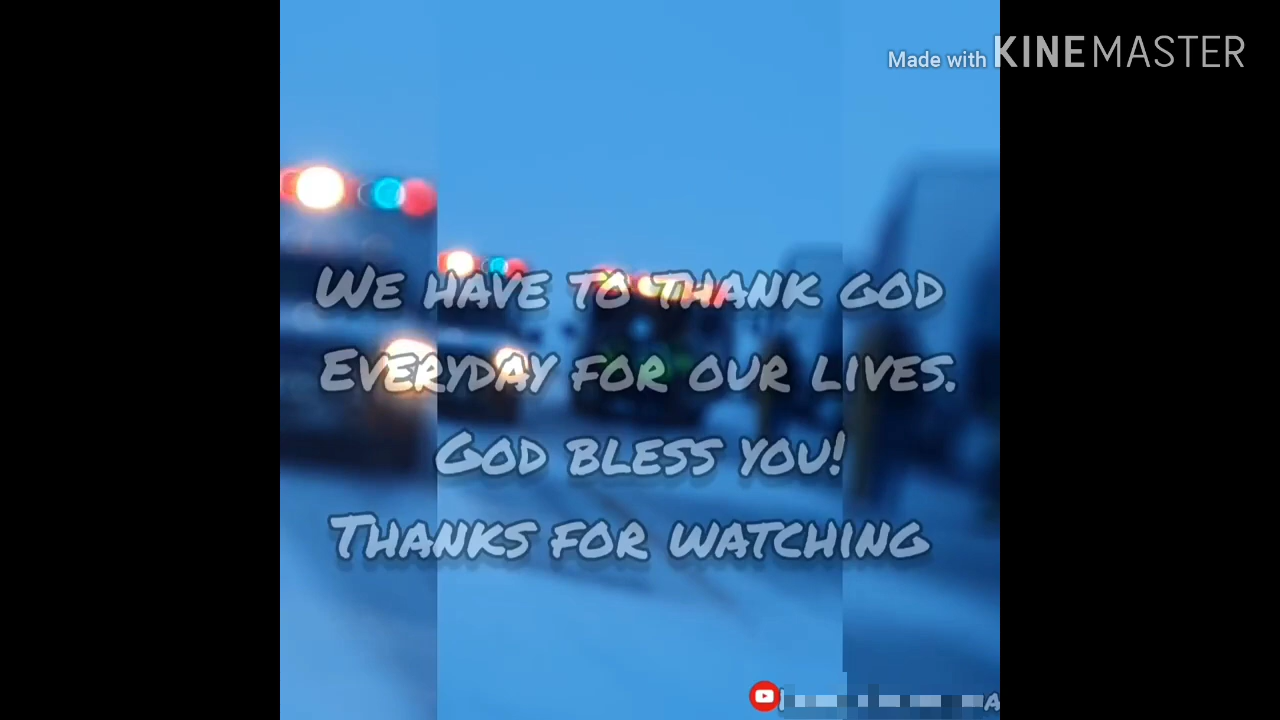 Made with KINEMASTER
We have to thank god
Everyday for our lives.
God bless you!
Thanks for watching